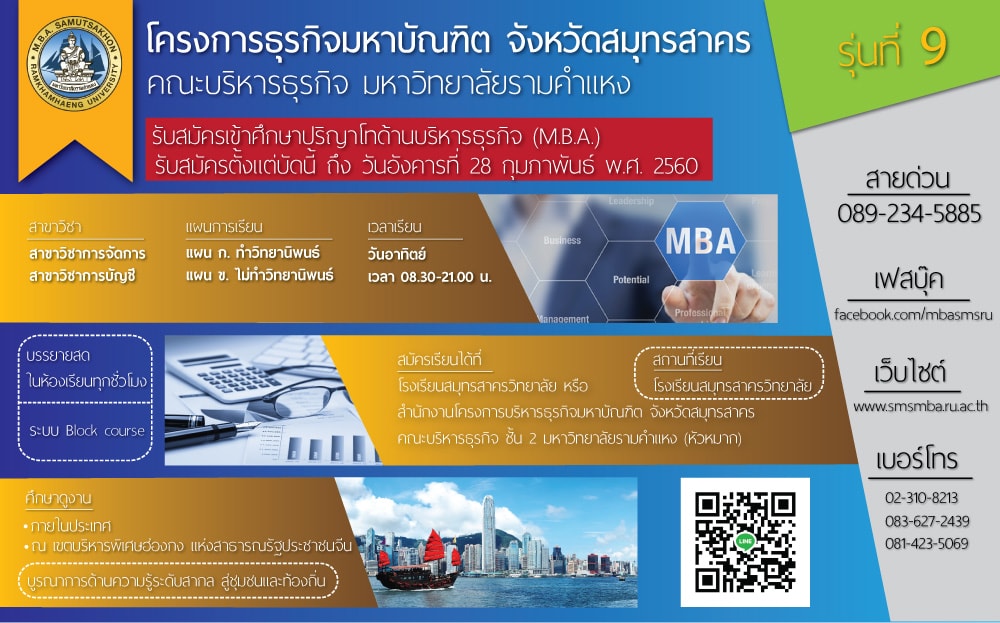 M.B.A. SAMUTSAKHON
RAMKHAMHAENG UNIVERSITY
โครงการธุรกิจมหาบัณฑิต จังหวัดสมุทรสาคร
คณะบริหารธุรกิจ มหาวิทยาลัยรามคำแหง
รุ่นที่ 9
รับสมัครเข้าศึกษาปริญาโทด้านบริหารธุรกิจ (M.B.A.)
รับสมัครตั้งแต่บัดนี้ ถึง วันอังคารที่ 28 กุมภาพันธ์ พ.ศ. 2560
สาขาวิชา
สาขาวิชาการจัดการ
สาขาวิชาการบัญชี
แผนการเรียน
แผน ก. ทำวิทยานิพนธ์
แผน ข. ไม่ทำวิทยานิพนธ์
เวลาเรียน
วันอาทิตย์
เวลา 08.30-21.00 น.
Leadership
Business
MBA
Potential
Professional
Management
สายด่วน
089-234-5885
เฟสบุ๊ค
facebook.com/mbasmsru
เว็บไซต์
www.smsmba.ru.ac.th
เบอร์โทร
02-310-8213
083-627-2439
081-423-5069
บรรยายสด
ในห้องเรียนทุกชั่วโมง
ระบบ Block course
สมัครเรียนได้ที่
โรงเรียนสมุทรสาครวิทยาลัย หรือ
สำนักงานโครงการบริหารธุรกิจมหาบัณฑิต จังหวัดสมุทรสาคร
คณะบริหารธุรกิจ ชั้น 2 มหาวิทยาลัยรามคำแหง (หัวหมาก)
สถานที่เรียน
โรงเรียนสมุทรสาครวิทยาลัย
ศึกษาดูงาน
•ภายในประเทศ
•ณ เขตบริหารพิเศษฮ่องกง แห่งสาธารณรัฐประชาชนจีน
บูรณาการด้านความรู้ระดับสากล สู่ชุมชนและท้องถิ่น
LINE